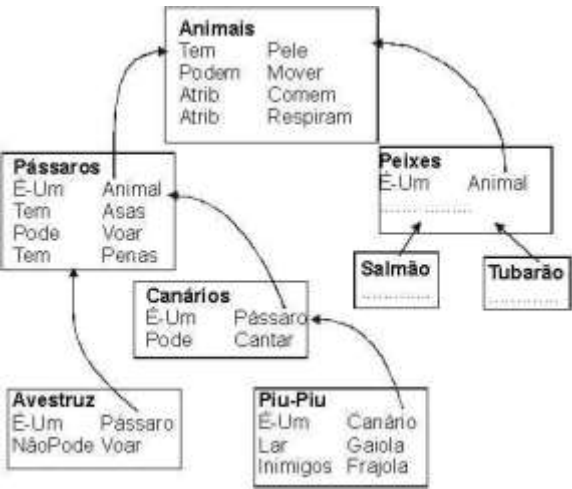 Animais
Tem Pele
Podem Mover
Atrib Comem
Atrib Respiram
Pássaros
É-Um Animal
Tem Asas
Pode Voar
Tem Penas
Peixes
É-Um Animal
........ ........
Salmão
..............
Tubarão
............
Canários
É-Um Pássaro
Pode Cantar
Avestruz
É-Um Pássaro
NãoPode Voar
Piu-Piu
É-Um Canário
Lar Gaiola
Inimigos Frajola